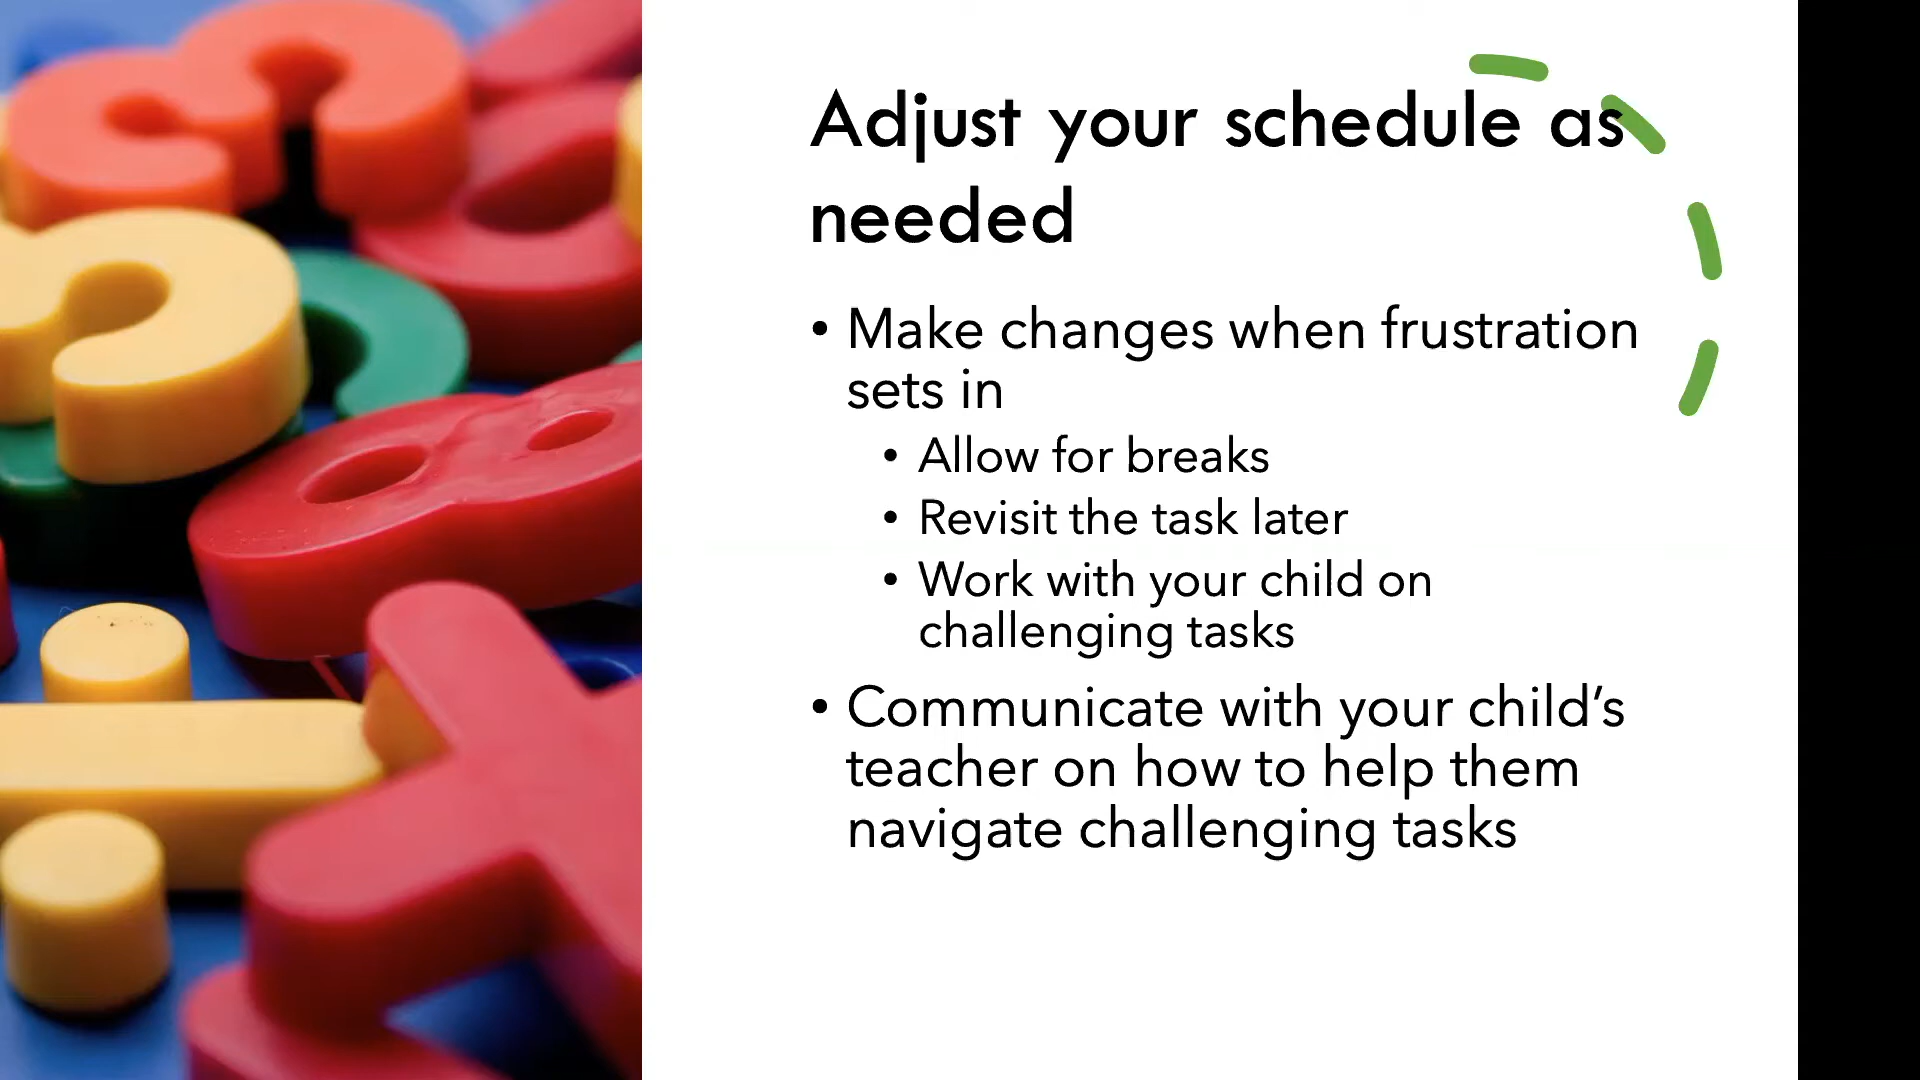 Adjust your schedule as
needed
• Make changes when frustration
sets in
• Allow for breaks
• Revisit the task later
• Work with your child on
challenging tasks
• Communicate with your child’s
teacher on how to help them
navigate challenging tasks